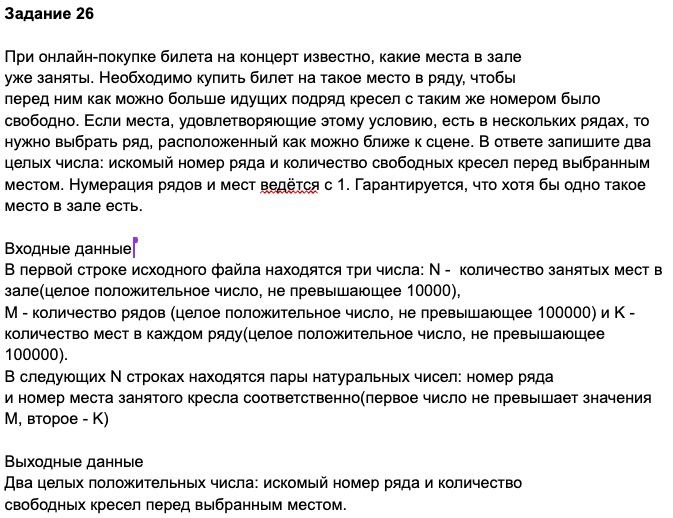 Задание 26
При онлайн-покупке билета на концерт известно, какие места в зале
уже заняты. Необходимо купить билет на такое место в ряду, чтобы
перед ним как можно больше идущих подряд кресел с таким же номером было
свободно. Если места, удовлетворяющие этому условию, есть в нескольких рядах, то
нужно выбрать ряд, расположенный как можно ближе к сцене. В ответе запишите два
целых числа: искомый номер ряда и количество свободных кресел перед выбранным
местом. Нумерация рядов и мест ведётся с 1. Гарантируется, что хотя бы одно такое
место в зале есть.
Входные данные
В первой строке исходного файла находятся три числа: N - количество занятых мест в
зале(целое положительное число, не превышающее 10000),
М - количество рядов (целое положительное число, не превышающее 100000) и K -
количество мест в каждом ряду(целое положительное число, не превышающее
100000).
В следующих N строках находятся пары натуральных чисел: номер ряда
и номер места занятого кресла соответственно(первое число не превышает значения
М, второе - K)
Выходные данные
Два целых положительных числа: искомый номер ряда и количество
свободных кресел перед выбранным местом.